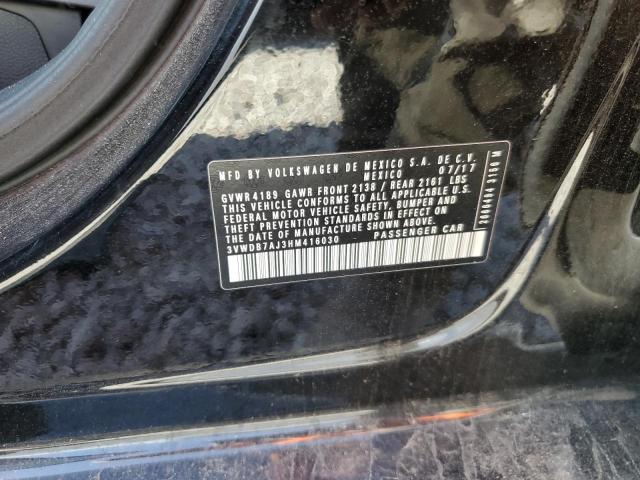 MFD BY VOLKSWAGEN DE MEXICO S.A. DE C.V.
MEXICO 07/17
GVWR4189 GAWR FRONT 2138 / REAR 2161 LBS
THIS VEHICLE CONFORMS TO ALL APPLICABLE U.S.
FEDERAL MOTOR VEHICLE SAFETY, BUMPER AND
THEFT PREVENTION STANDARDS IN EFFECT ON
THE DATE OF MANUFACTURE SHOWN ABOVE.
3VWDB7AJ3HM416030 PASSENGER CAR